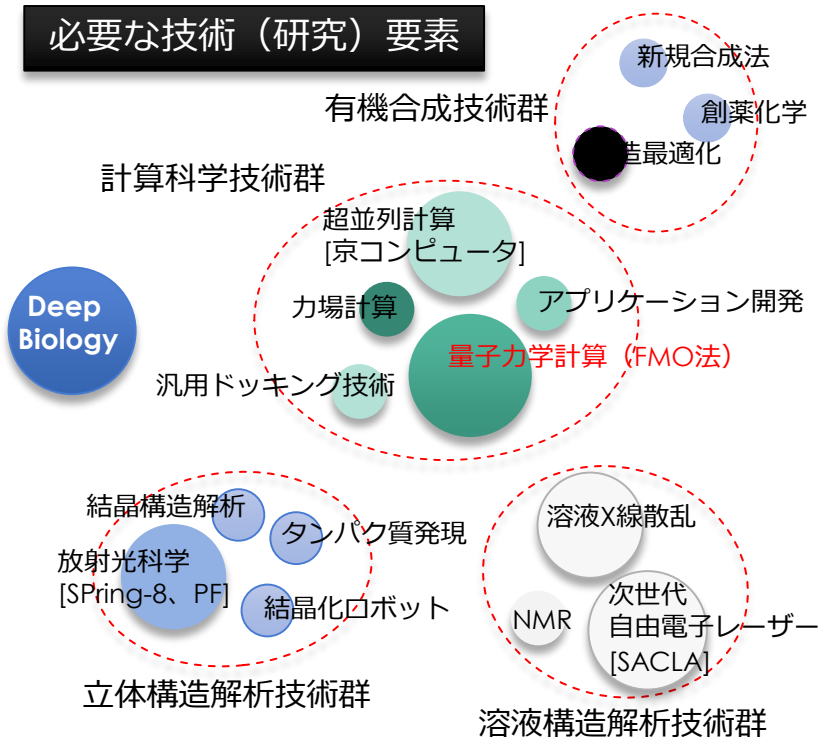 必要な技術（研究）要素
有機合成技術群
新規合成法
創薬化学
造最適化
計算科学技術群
超並列計算
[京コンピュータ]
力場計算
アプリケーション開発
量子力学計算（FMO法）
汎用ドッキング技術
Deep
Biology
結晶構造解析
タンパク質発現
放射光科学
[SPring-8、PF]
結晶化ロボット
立体構造解析技術群
溶液X線散乱
NMR
次世代
自由電子レーザー
[SACLA]
溶液構造解析技術群